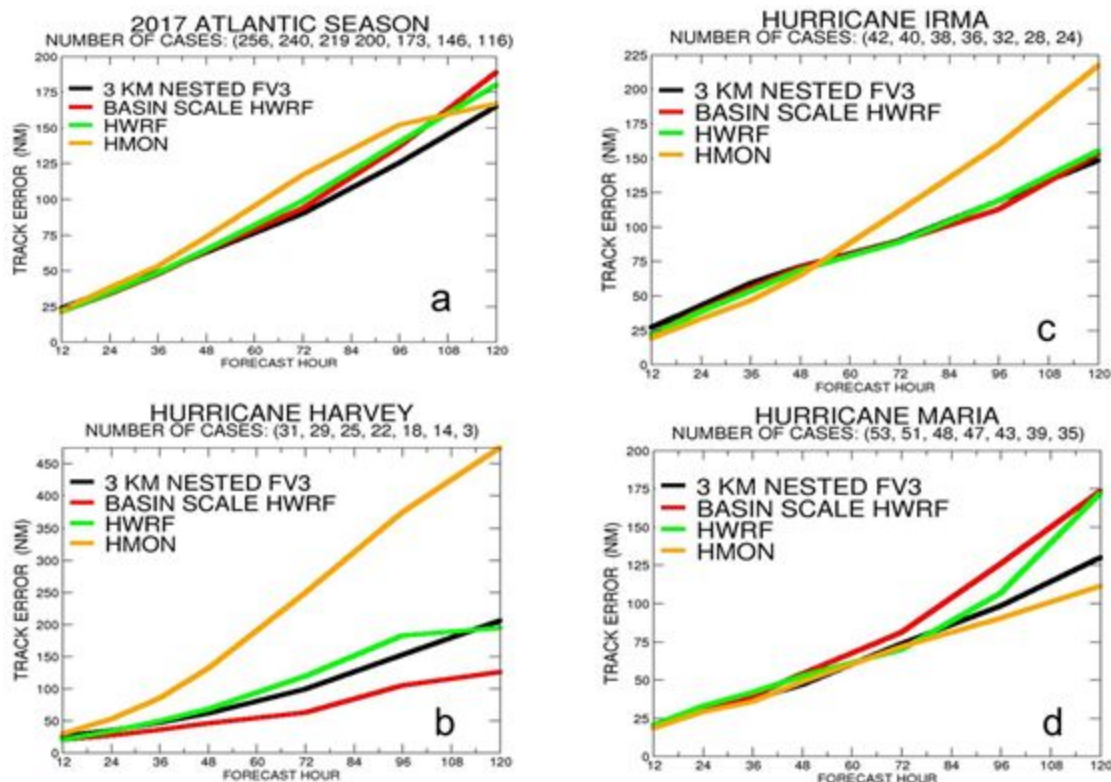 2017 ATLANTIC SEASON
NUMBER OF CASES: (256, 240, 219 200, 173, 146, 116)
200
175
150
125
100
75
50
25
0
TRACK ERROR (NM)
3 KM NESTED FV3
BASIN SCALE HWRF
HWRF
HMON
a
12 24 36 48 60 72 84 96 108 120
FORECAST HOUR
HURRICANE IRMA
NUMBER OF CASES: (42, 40, 38, 36, 32, 28, 24)
225
200
175
150
125
100
75
50
25
0
TRACK ERROR (NM)
3 KM NESTED FV3
BASIN SCALE HWRF
HWRF
HMON
c
12 24 36 48 60 72 84 96 108 120
FORECAST HOUR
HURRICANE HARVEY
NUMBER OF CASES: (31, 29, 25, 22, 18, 14, 3)
450
400
350
300
250
200
150
100
50
0
TRACK ERROR (NM)
3 KM NESTED FV3
BASIN SCALE HWRF
HWRF
HMON
b
12 24 36 48 60 72 84 96 108 120
FORECAST HOUR
HURRICANE MARIA
NUMBER OF CASES: (53, 51, 48, 47, 43, 39, 35)
200
175
150
125
100
75
50
25
0
TRACK ERROR (NM)
3 KM NESTED FV3
BASIN SCALE HWRF
HWRF
HMON
d
12 24 36 48 60 72 84 96 108 120
FORECAST HOUR